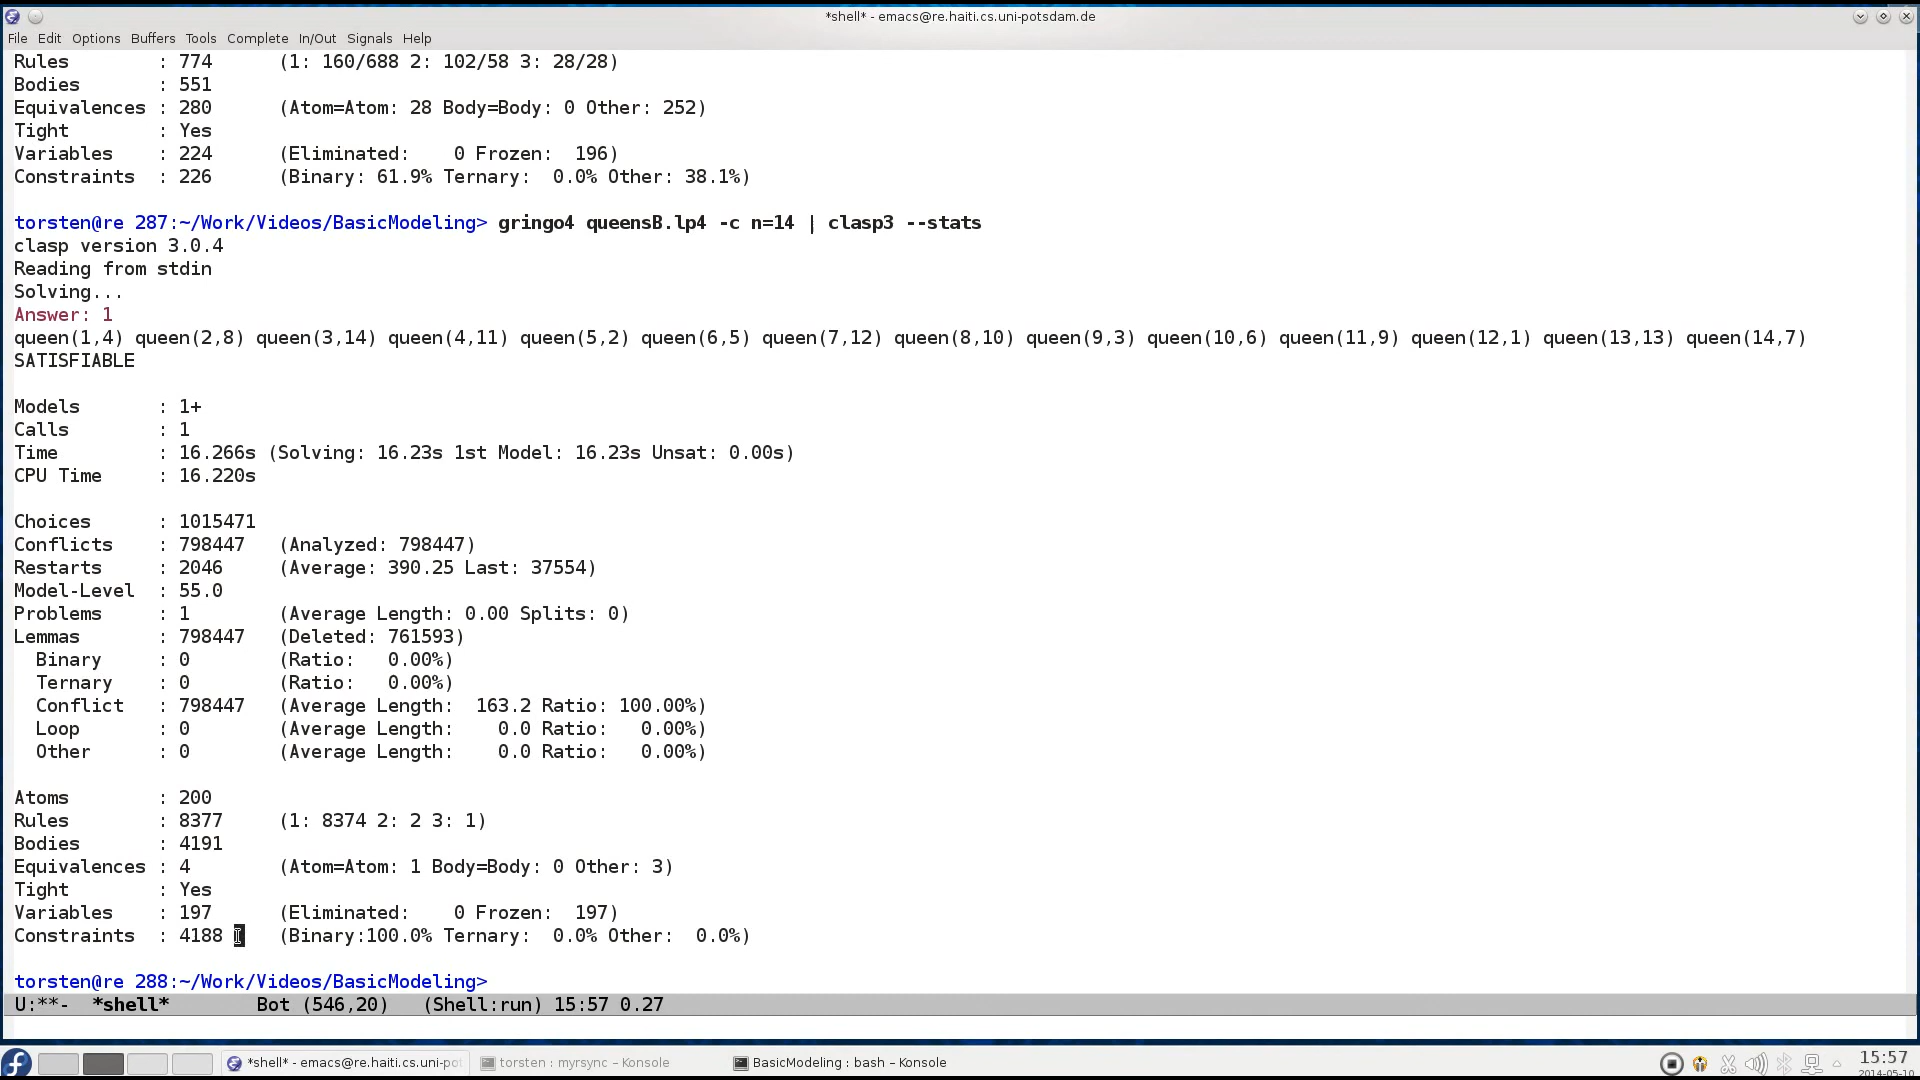 *shell* - emacs@re.haiti.cs.uni-potsdam.de
File Edit Options Buffers Tools Complete In/Out Signals Help
Rules : 774 (1: 160/688 2: 102/58 3: 28/28)
Bodies : 551
Equivalences : 280 (Atom=Atom: 28 Body=Body: 0 Other: 252)
Tight : Yes
Variables : 224 (Eliminated: 0 Frozen: 196)
Constraints : 226 (Binary: 61.9% Ternary: 0.0% Other: 38.1%)
torsten@re 287:~/Work/Videos/BasicModeling> gringo4 queensB.lp4 -c n=14 | clasp3 --stats
clasp version 3.0.4
Reading from stdin
Solving...
Answer: 1
queen(1,4) queen(2,8) queen(3,14) queen(4,11) queen(5,2) queen(6,5) queen(7,12) queen(8,10) queen(9,3) queen(10,6) queen(11,9) queen(12,1) queen(13,13) queen(14,7)
SATISFIABLE
Models : 1+
Calls : 1
Time : 16.266s (Solving: 16.23s 1st Model: 16.23s Unsat: 0.00s)
CPU Time : 16.220s
Choices : 1015471
Conflicts : 798447 (Analyzed: 798447)
Restarts : 2046 (Average: 390.25 Last: 37554)
Model-Level : 55.0
Problems : 1 (Average Length: 0.00 Splits: 0)
Lemmas : 798447 (Deleted: 761593)
Binary : 0 (Ratio: 0.00%)
Ternary : 0 (Ratio: 0.00%)
Conflict : 798447 (Average Length: 163.2 Ratio: 100.00%)
Loop : 0 (Average Length: 0.0 Ratio: 0.00%)
Other : 0 (Average Length: 0.0 Ratio: 0.00%)
Atoms : 200
Rules : 8377 (1: 8374 2: 2 3: 1)
Bodies : 4191
Equivalences : 4 (Atom=Atom: 1 Body=Body: 0 Other: 3)
Tight : Yes
Variables : 197 (Eliminated: 0 Frozen: 197)
Constraints : 4188 (Binary:100.0% Ternary: 0.0% Other: 0.0%)
torsten@re 288:~/Work/Videos/BasicModeling>
U:**- *shell* Bot (546,20) (Shell:run) 15:57 0.27
*shell* - emacs@re.haiti.cs.uni-pot torsten : myrsync – Konsole BasicModeling : bash – Konsole 15:57
2014-05-10